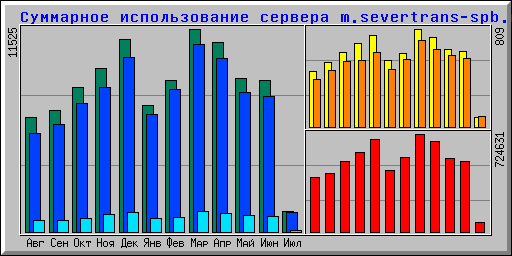 Суммарное использование сервера m.severtrans-spb.
11525
809
724631
Авг Сен Окт Ноя Дек Янв Фев Мар Апр Май Июн Июл